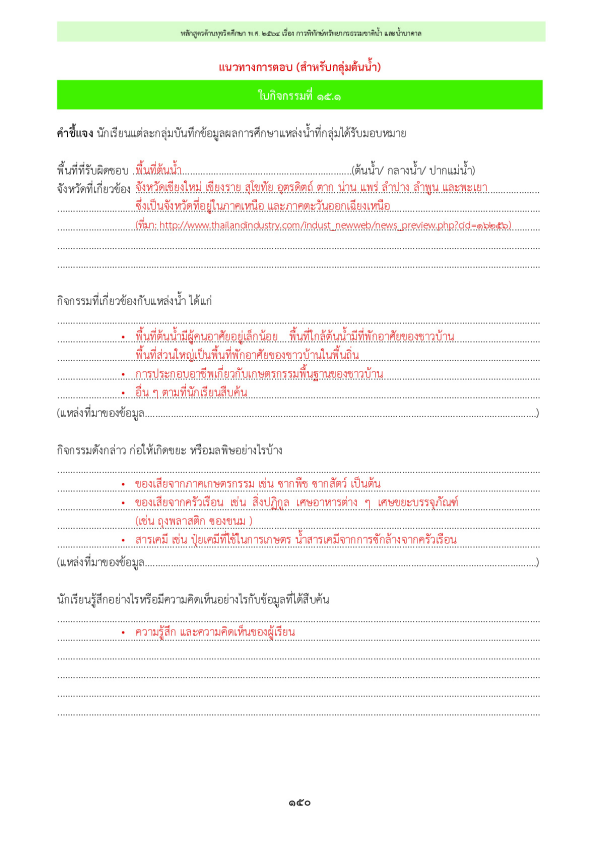 หลักสูตรต้านทุจริตศึกษา พ.ศ. ๒๕๖๔ เรื่อง การพิทักษ์ทรัพยากรธรรมชาติน้ำ และน้ำบาดาล
แนวทางการตอบ (สำหรับกลุ่มต้นน้ำ)
ใบกิจกรรมที่ ๑๕.๑
คำชี้แจง นักเรียนแต่ละกลุ่มบันทึกข้อมูลผลการศึกษาแหล่งน้ำที่กลุ่มได้รับมอบหมาย
พื้นที่ที่รับผิดชอบ .พื้นที่ต้นน้ำ..........................................................(ต้นน้ำ/ กลางน้ำ/ ปากแม่น้ำ)
จังหวัดที่เกี่ยวข้อง จังหวัดเชียงใหม่ เชียงราย สุโขทัย อุตรดิตถ์ ตาก น่าน แพร่ ลำปาง ลำพูน และพะเยา
ซึ่งเป็นจังหวัดที่อยู่ในภาคเหนือ และภาคตะวันออกเฉียงเหนือ
(ที่มา: http://www.thailandindustry.com/indust_newweb/news_preview.php?cid=๑๖๒๕๖)
กิจกรรมที่เกี่ยวข้องกับแหล่งน้ำ ได้แก่
• พื้นที่ต้นน้ำมีผู้คนอาศัยอยู่เล็กน้อย พื้นที่ใกล้ต้นน้ำมีที่พักอาศัยของชาวบ้าน
พื้นที่ส่วนใหญ่เป็นพื้นที่พักอาศัยของชาวบ้านในพื้นถิ่น
• การประกอบอาชีพเกี่ยวกับเกษตรกรรมพื้นฐานของชาวบ้าน
• อื่น ๆ ตามที่นักเรียนสืบค้น
(แหล่งที่มาของข้อมูล....................................................................................................................................)
กิจกรรมดังกล่าว ก่อให้เกิดขยะ หรือมลพิษอย่างไรบ้าง
• ของเสียจากภาคเกษตรกรรม เช่น ซากพืช ซากสัตว์ เป็นต้น
• ของเสียจากครัวเรือน เช่น สิ่งปฏิกูล เศษอาหารต่าง ๆ เศษขยะบรรจุภัณฑ์
(เช่น ถุงพลาสติก ซองขนม )
• สารเคมี เช่น ปุ๋ยเคมีที่ใช้ในการเกษตร น้ำสารเคมีจากการซักล้างจากครัวเรือน
(แหล่งที่มาของข้อมูล....................................................................................................................................)
นักเรียนรู้สึกอย่างไรหรือมีความคิดเห็นอย่างไรกับข้อมูลที่ได้สืบค้น
• ความรู้สึก และความคิดเห็นของผู้เรียน
๑๕๐